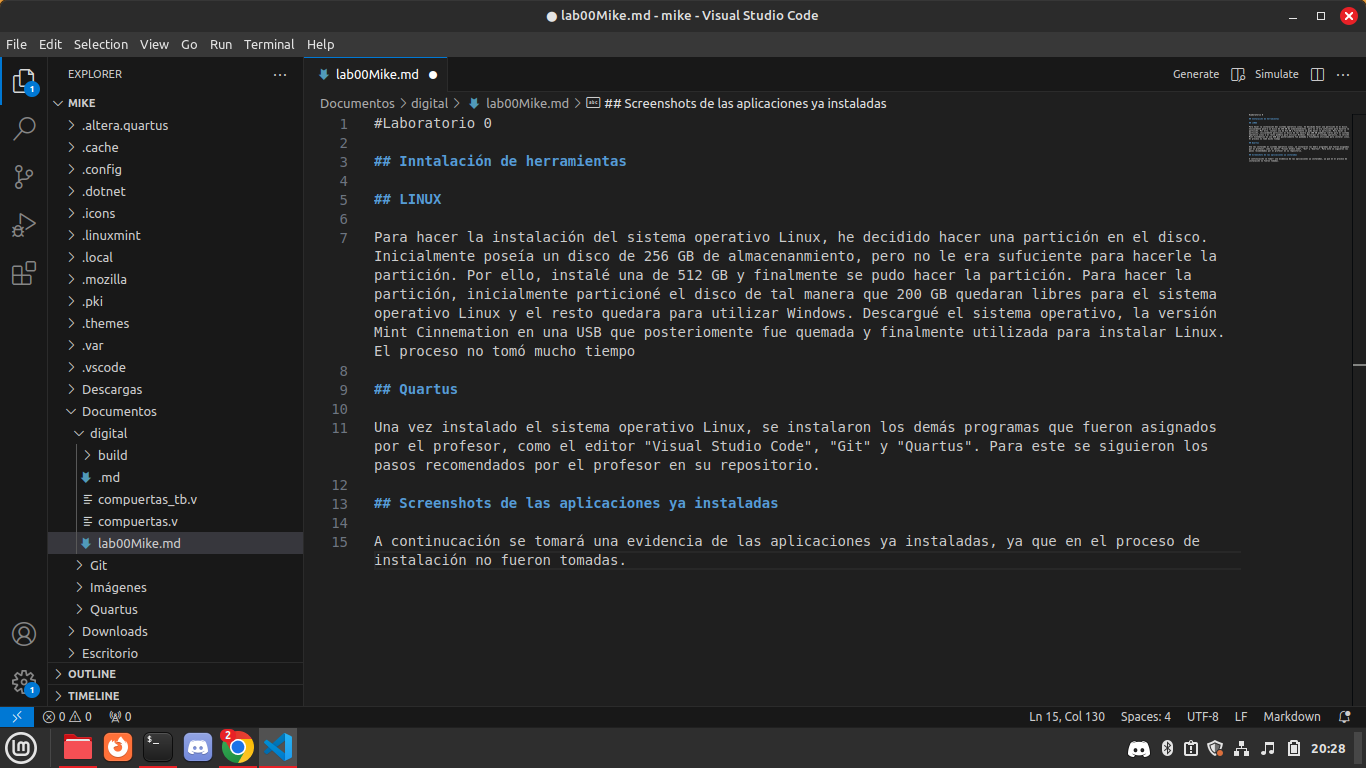 lab00Mike.md - mike - Visual Studio Code
File Edit Selection View Go Run Terminal Help
EXPLORER
lab00Mike.md
Generate
Simulate
MIKE
Documentos
digital
lab00Mike.md
## Screenshots de las aplicaciones ya instaladas
.altera.quartus
.cache
.config
.dotnet
.icons
.linuxmint
.local
.mozilla
.pki
.themes
.var
.vscode
Descargas
Documentos
digital
build
.md
compuertas_tb.v
compuertas.v
lab00Mike.md
Git
Imágenes
Quartus
Downloads
Escritorio
OUTLINE
TIMELINE
1
1
1 #Laboratorio 0
2
3 ## Inntalación de herramientas
4
5 ## LINUX
6
7 Para hacer la instalación del sistema operativo Linux, he decidido hacer una partición en el disco.
Inicialmente poseía un disco de 256 GB de almacenanmiento, pero no le era sufuciente para hacerle la
partición. Por ello, instalé una de 512 GB y finalmente se pudo hacer la partición. Para hacer la
partición, inicialmente particioné el disco de tal manera que 200 GB quedaran libres para el sistema
operativo Linux y el resto quedara para utilizar Windows. Descargué el sistema operativo, la versión
Mint Cinnemation en una USB que posteriomente fue quemada y finalmente utilizada para instalar Linux.
El proceso no tomó mucho tiempo
8
9 ## Quartus
10
11 Una vez instalado el sistema operativo Linux, se instalaron los demás programas que fueron asignados
por el profesor, como el editor "Visual Studio Code", "Git" y "Quartus". Para este se siguieron los
pasos recomendados por el profesor en su repositorio.
12
13 ## Screenshots de las aplicaciones ya instaladas
14
15 A continucación se tomará una evidencia de las aplicaciones ya instaladas, ya que en el proceso de
instalación no fueron tomadas.
0 0 0
Ln 15, Col 130
Spaces: 4
UTF-8
LF
Markdown
2
20:28